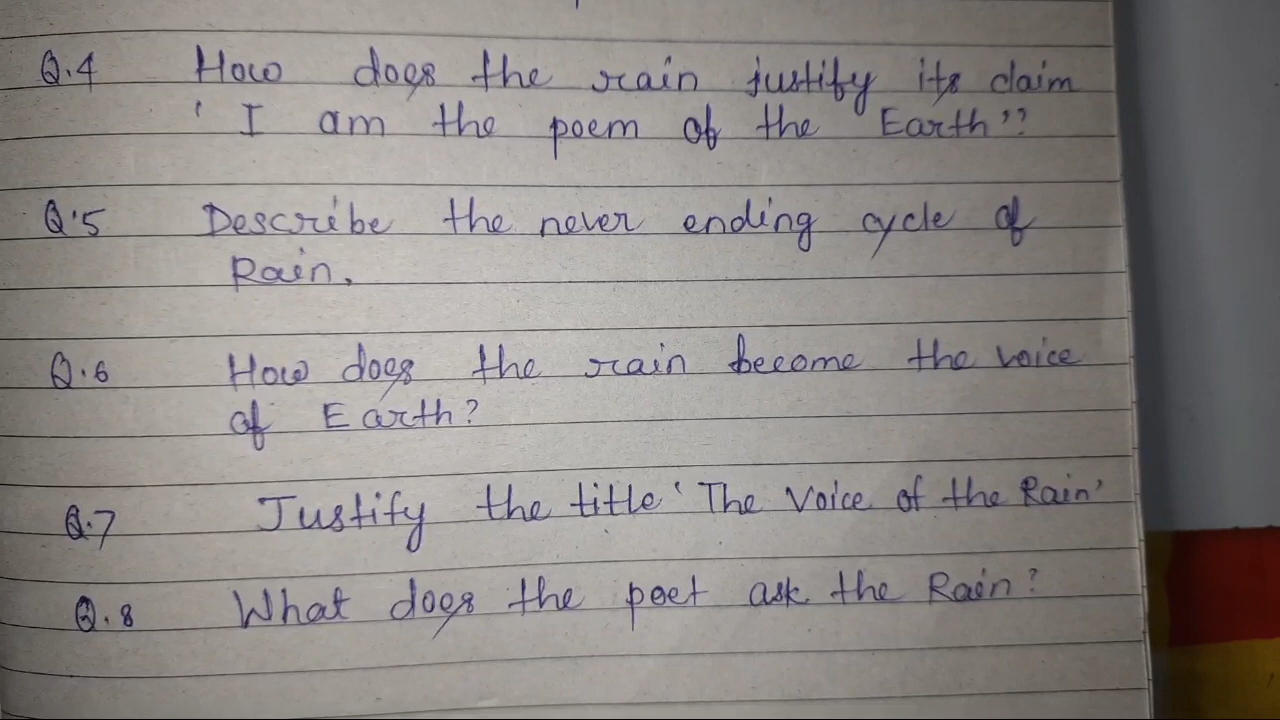 Q.4 How does the rain justify its claim
' I am the poem of the Earth'?
Q.5 Describe the never ending cycle of
Rain.
Q.6 How does the rain become the voice
of Earth?
Q.7 Justify the title 'The Voice of the Rain'
Q.8 What does the poet ask the Rain?